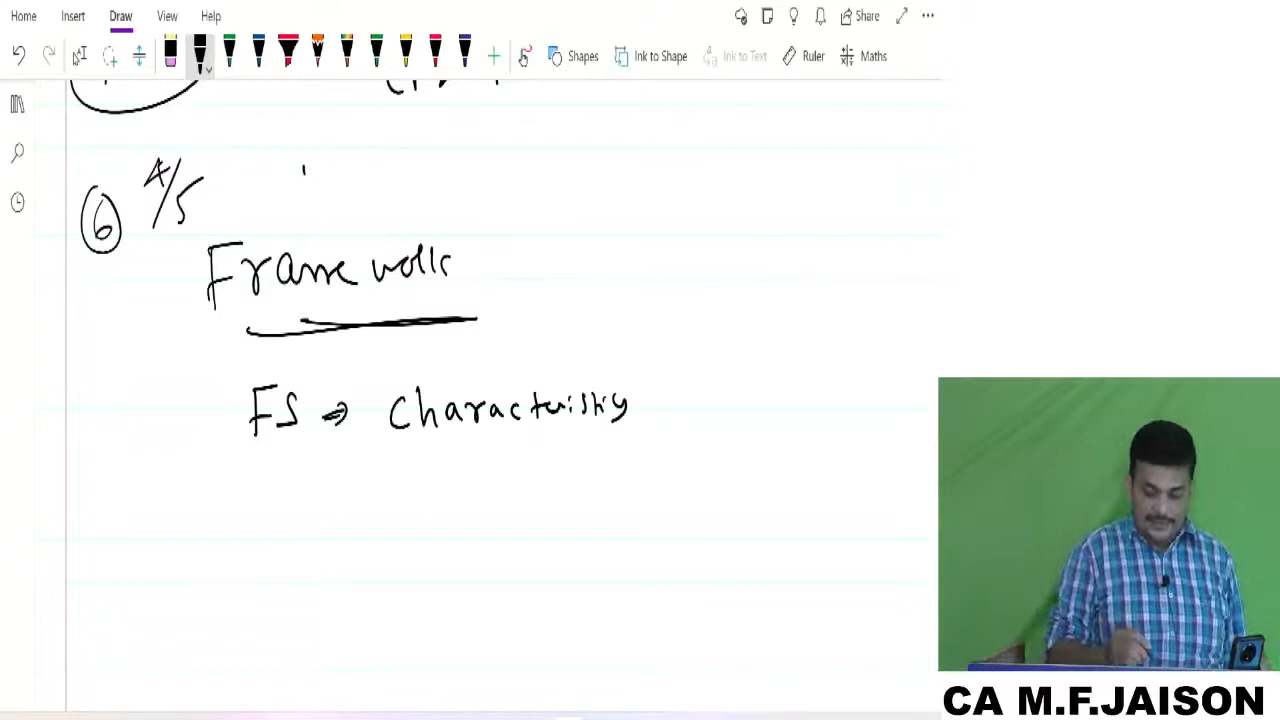 Home Insert Draw View Help Share
Shapes Ink to Shape Ink to Text Ruler Maths
6 4/5
Frame work
FS ⇒ Characteristics
CA M.F.JAISON